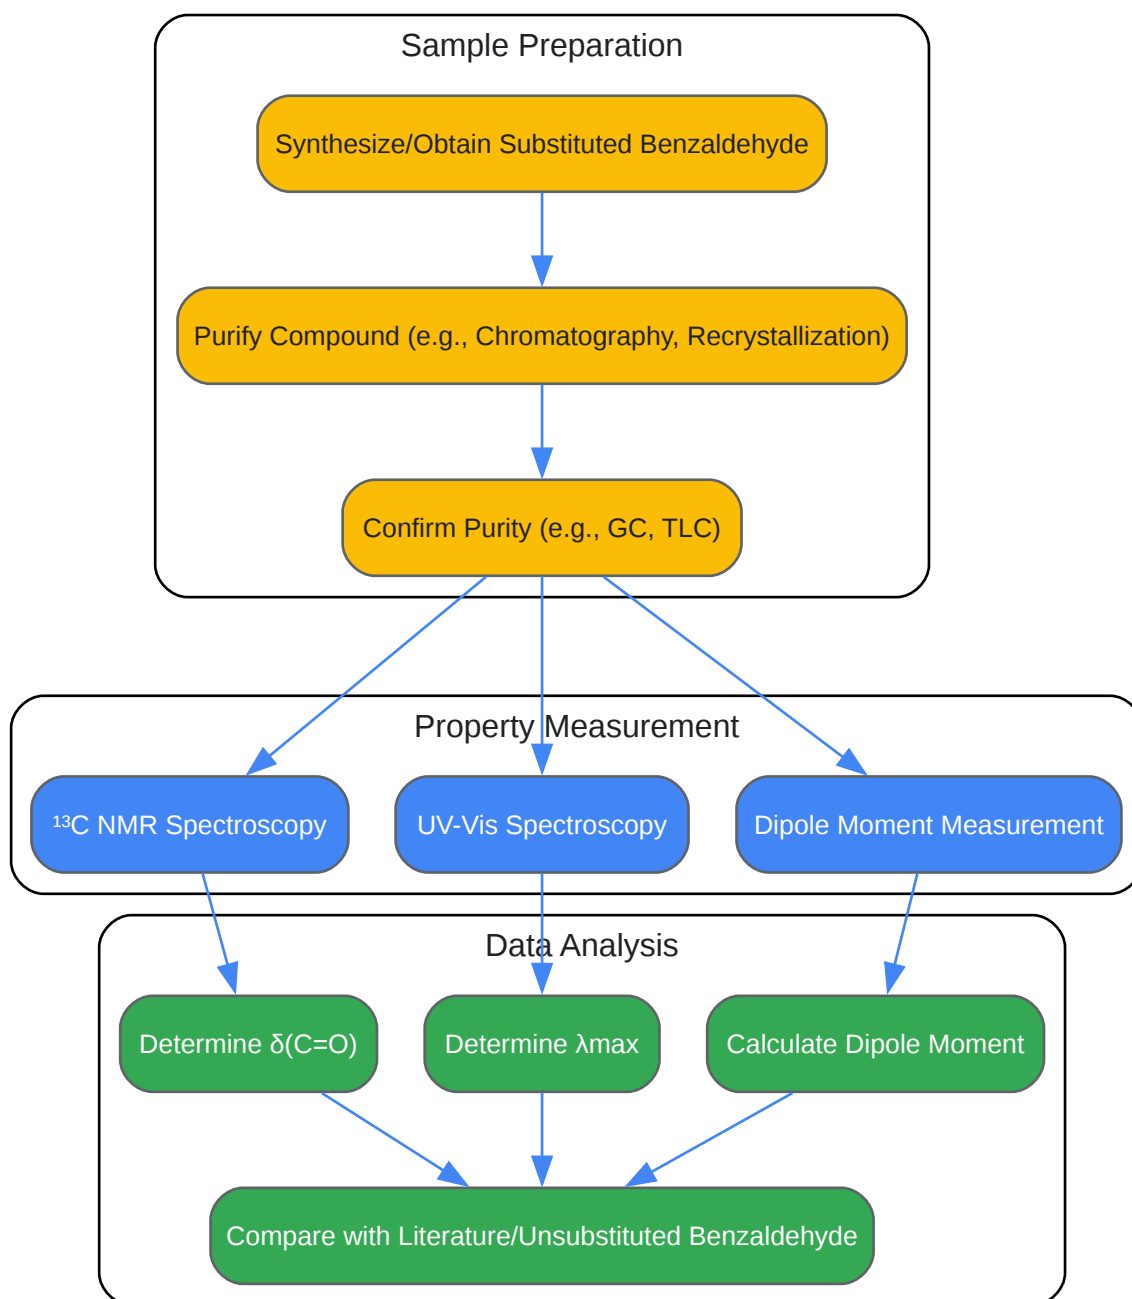 Sample Preparation
Synthesize/Obtain Substituted Benzaldehyde
Purify Compound (e.g., Chromatography, Recrystallization)
Confirm Purity (e.g., GC, TLC)
Property Measurement
¹³C NMR Spectroscopy
UV-Vis Spectroscopy
Dipole Moment Measurement
Data Analysis
Determine δ(C=O)
Determine λmax
Calculate Dipole Moment
Compare with Literature/Unsubstituted Benzaldehyde